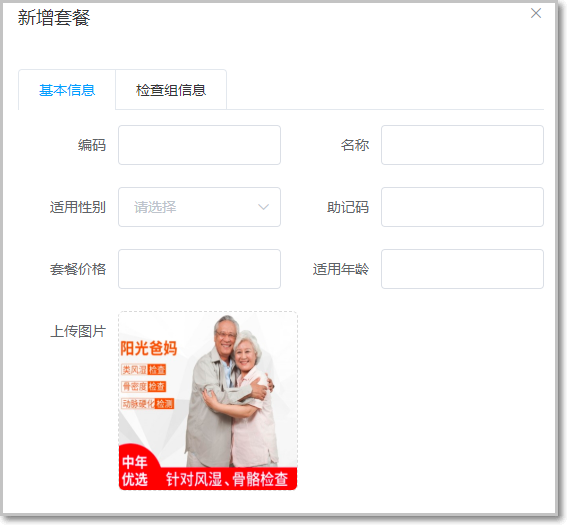 新增套餐
基本信息 检查组信息
编码 名称
适用性别 请选择 助记码
套餐价格 适用年龄
上传图片
阳光爸妈
类风湿 检查
骨密度 检查
动脉硬化 检测
中年
优选
针对风湿、骨骼检查